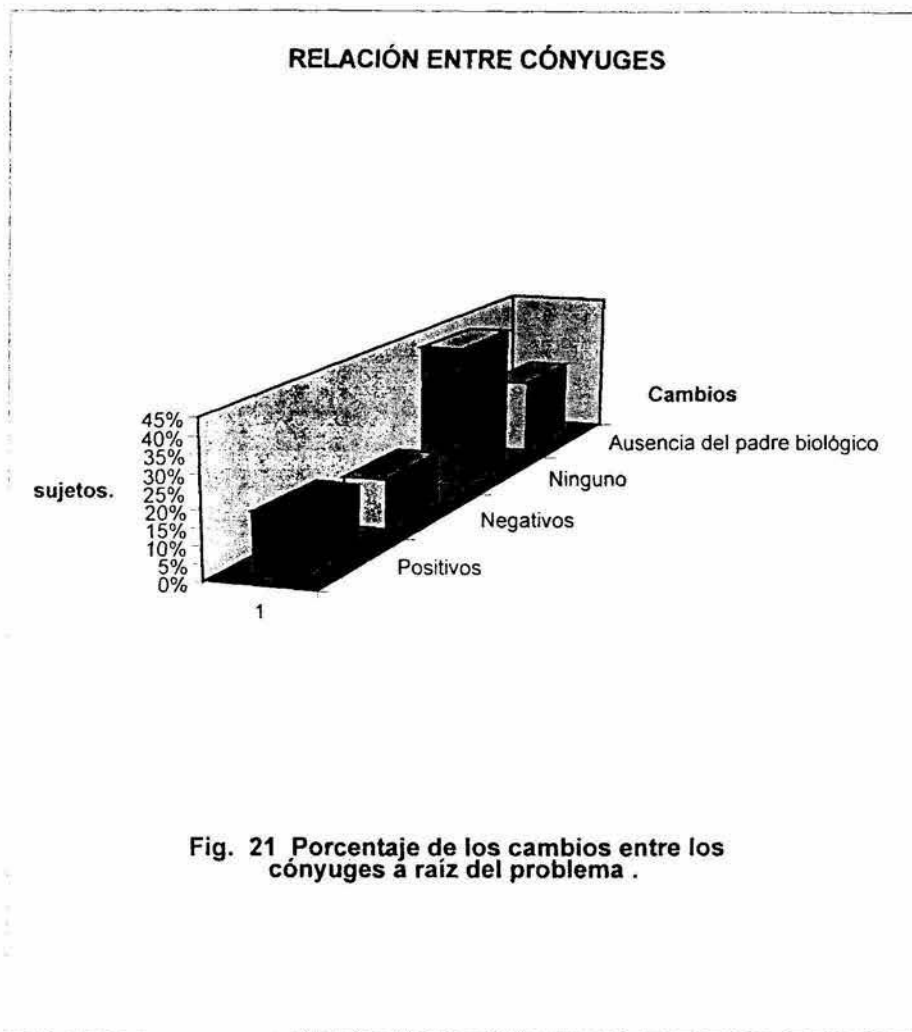 RELACIÓN ENTRE CÓNYUGES
45%
40%
35%
30%
25%
20%
15%
10%
5%
0%
sujetos.
1
Cambios
Ausencia del padre biológico
Ninguno
Negativos
Positivos
Fig. 21 Porcentaje de los cambios entre los
cónyuges a raíz del problema .